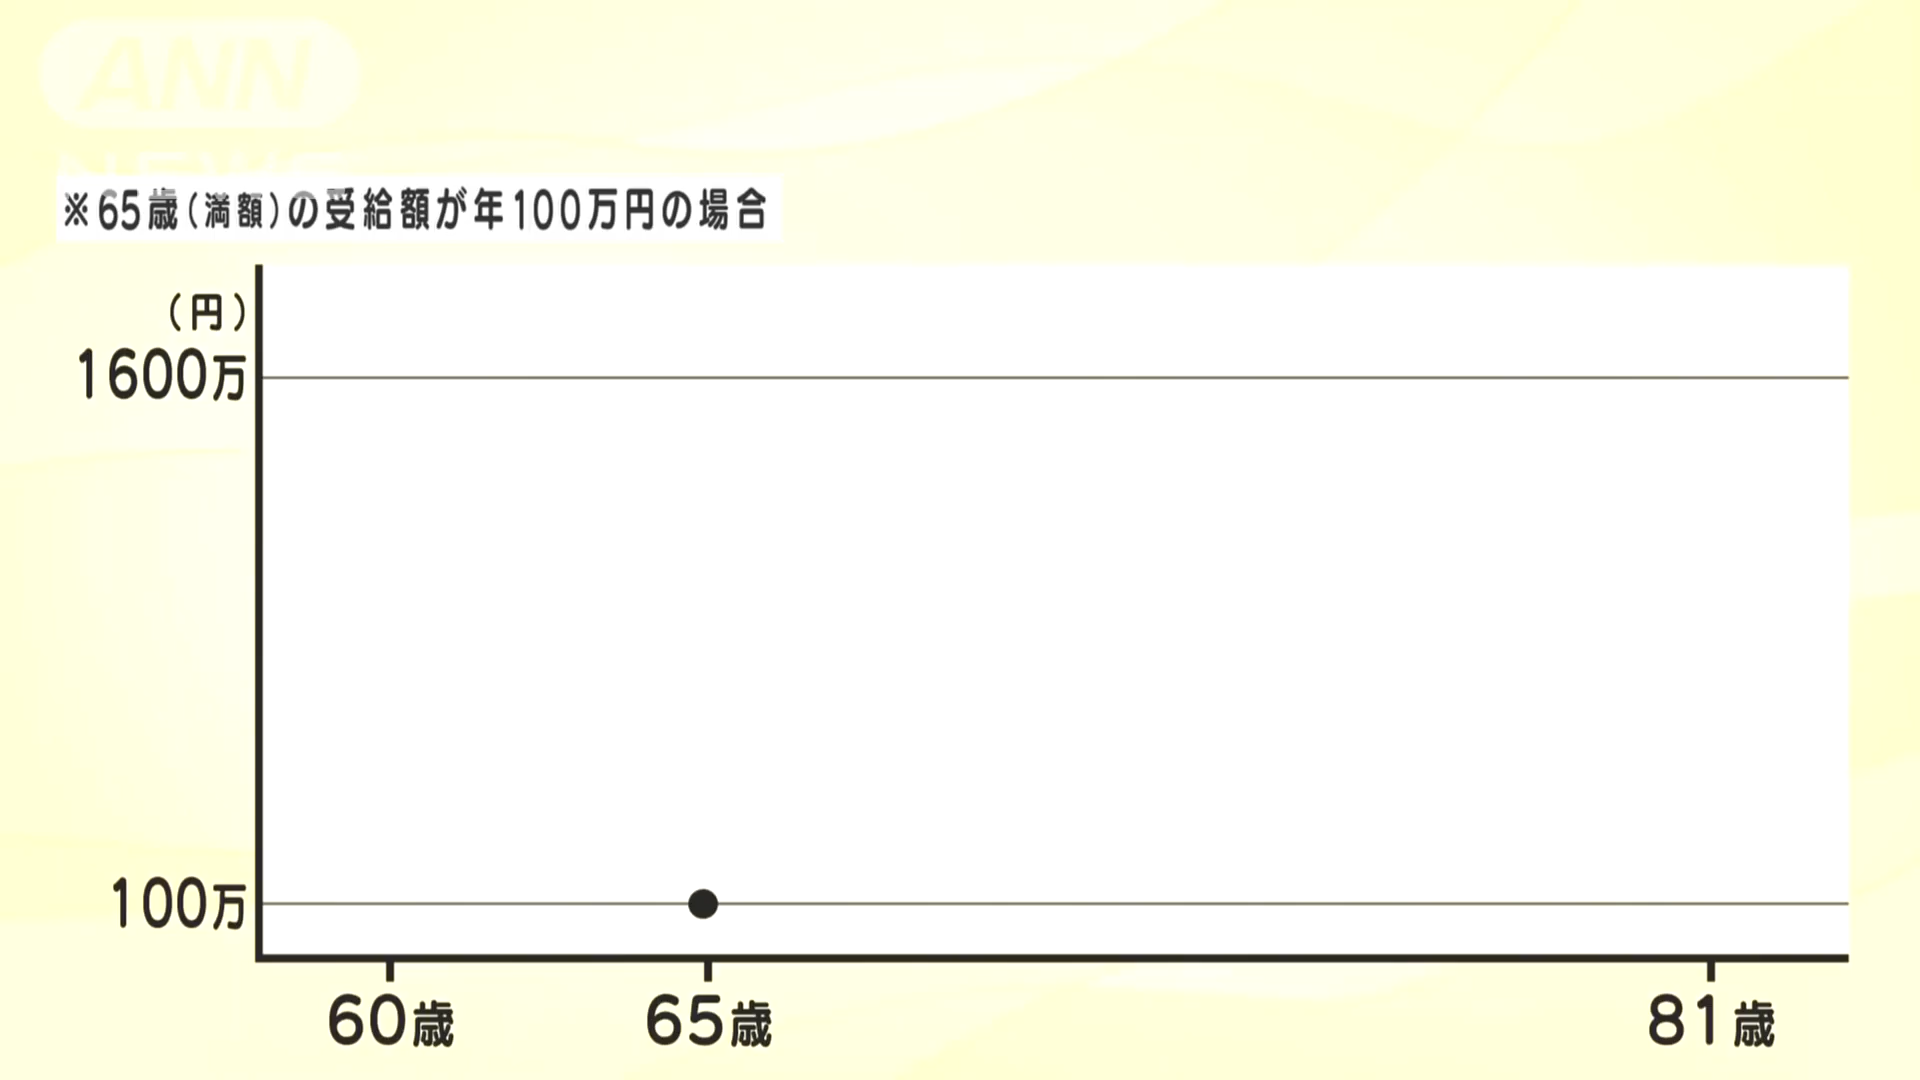 ANN
NEWS
※65歳(満額)の受給額が年100万円の場合
(円)
1600万
100万
60歳
65歳
81歳